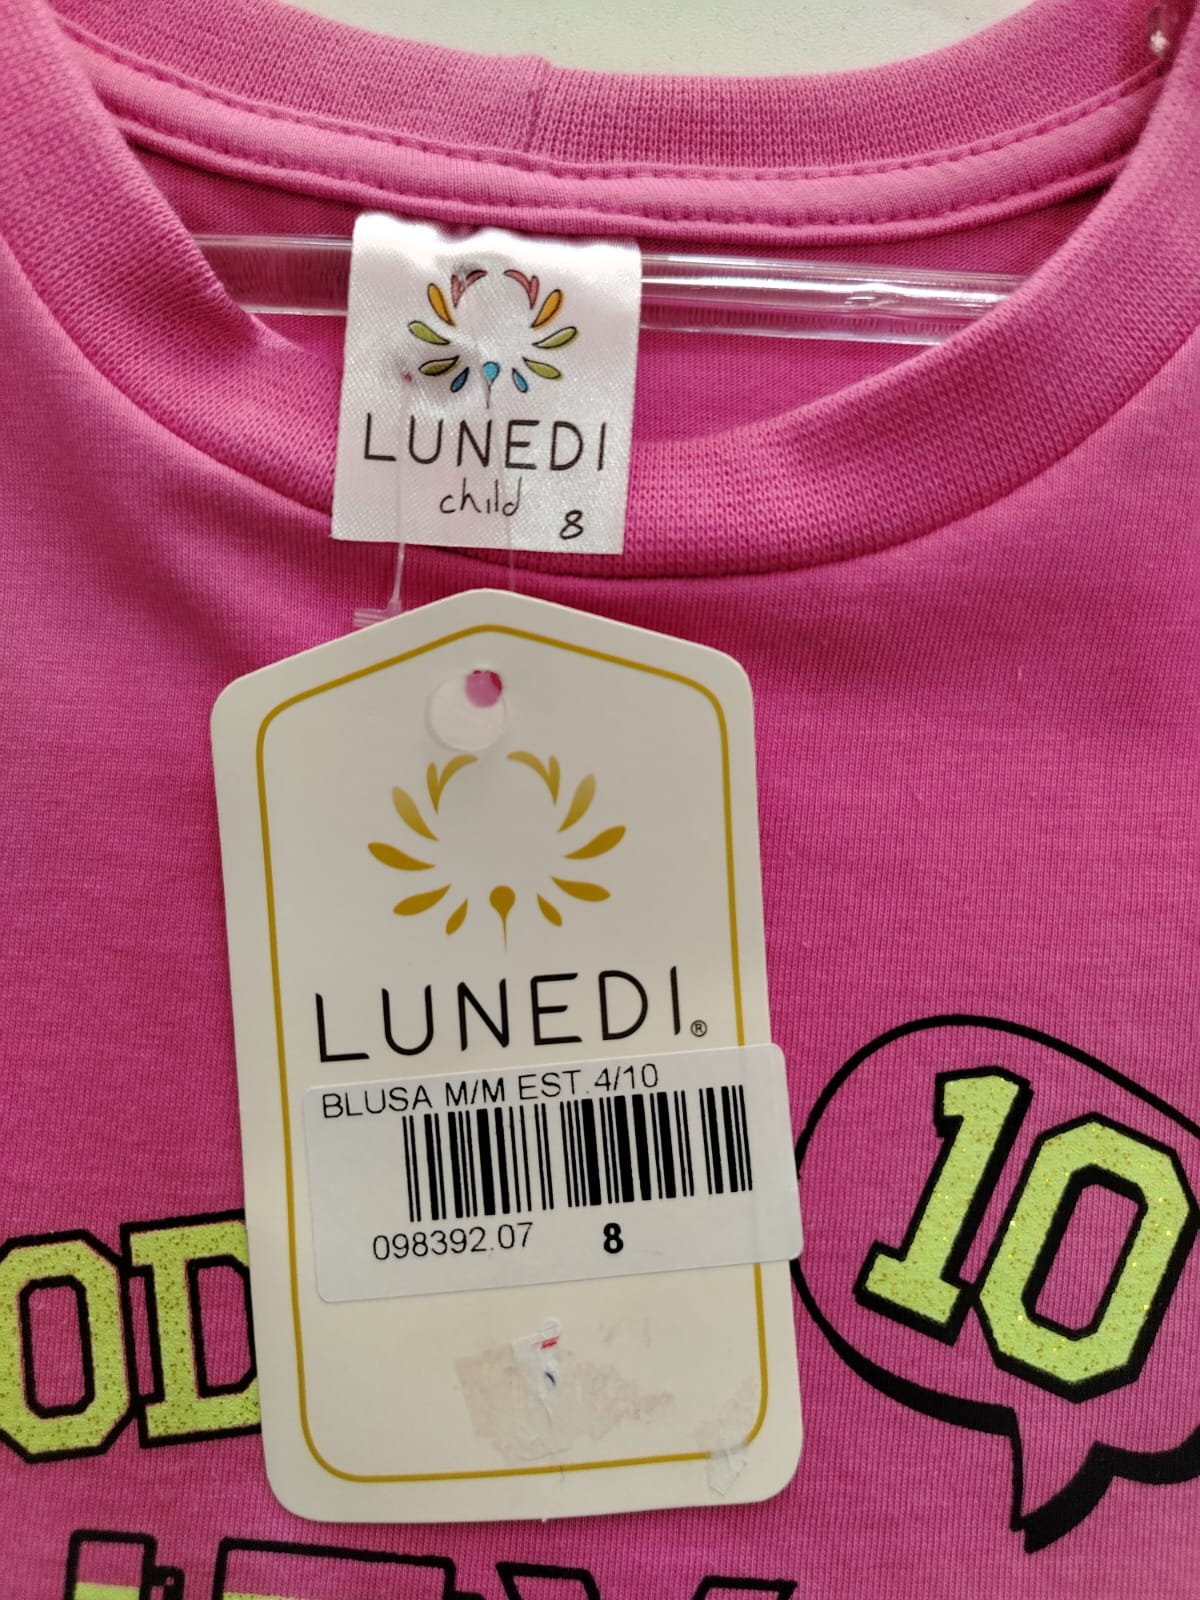 LUNEDI
child
8
LUNEDI®
BLUSA M/M EST.4/10
098392.07 8
10
OD